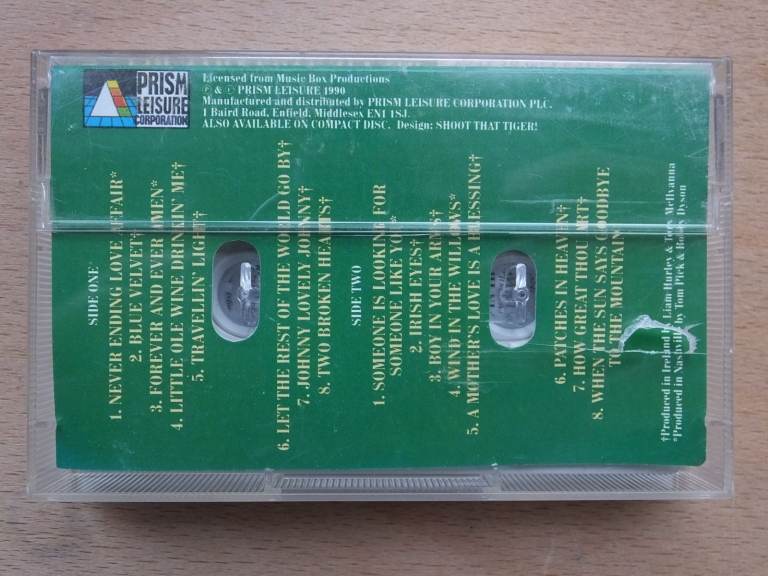 PRISM
LEISURE
CORPORATION
Licensed from Music Box Productions
Ⓟ & Ⓒ PRISM LEISURE 1990
Manufactured and distributed by PRISM LEISURE CORPORATION PLC.
1 Baird Road, Enfield, Middlesex EN1 1SJ.
ALSO AVAILABLE ON COMPACT DISC. Design: SHOOT THAT TIGER!
SIDE ONE
1. NEVER ENDING LOVE AFFAIR*
2. BLUE VELVET†
3. FOREVER AND EVER AMEN*
4. LITTLE OLE WINE DRINKIN' ME†
5. TRAVELLIN' LIGHT†
6. LET THE REST OF THE WORLD GO BY†
7. JOHNNY LOVELY JOHNNY†
8. TWO BROKEN HEARTS†
SIDE TWO
1. SOMEONE IS LOOKING FOR
SOMEONE LIKE YOU*
2. IRISH EYES†
3. BOY IN YOUR ARMS†
4. WIND IN THE WILLOWS*
5. A MOTHER'S LOVE IS A BLESSING†
6. PATCHES IN HEAVEN†
7. HOW GREAT THOU ART†
8. WHEN THE SUN SAYS GOODBYE
TO THE MOUNTAIN
†Produced in Ireland by Liam Hurley & Tony McIlvanna
*Produced in Nashville by Tom Pick & Bobby Dyson